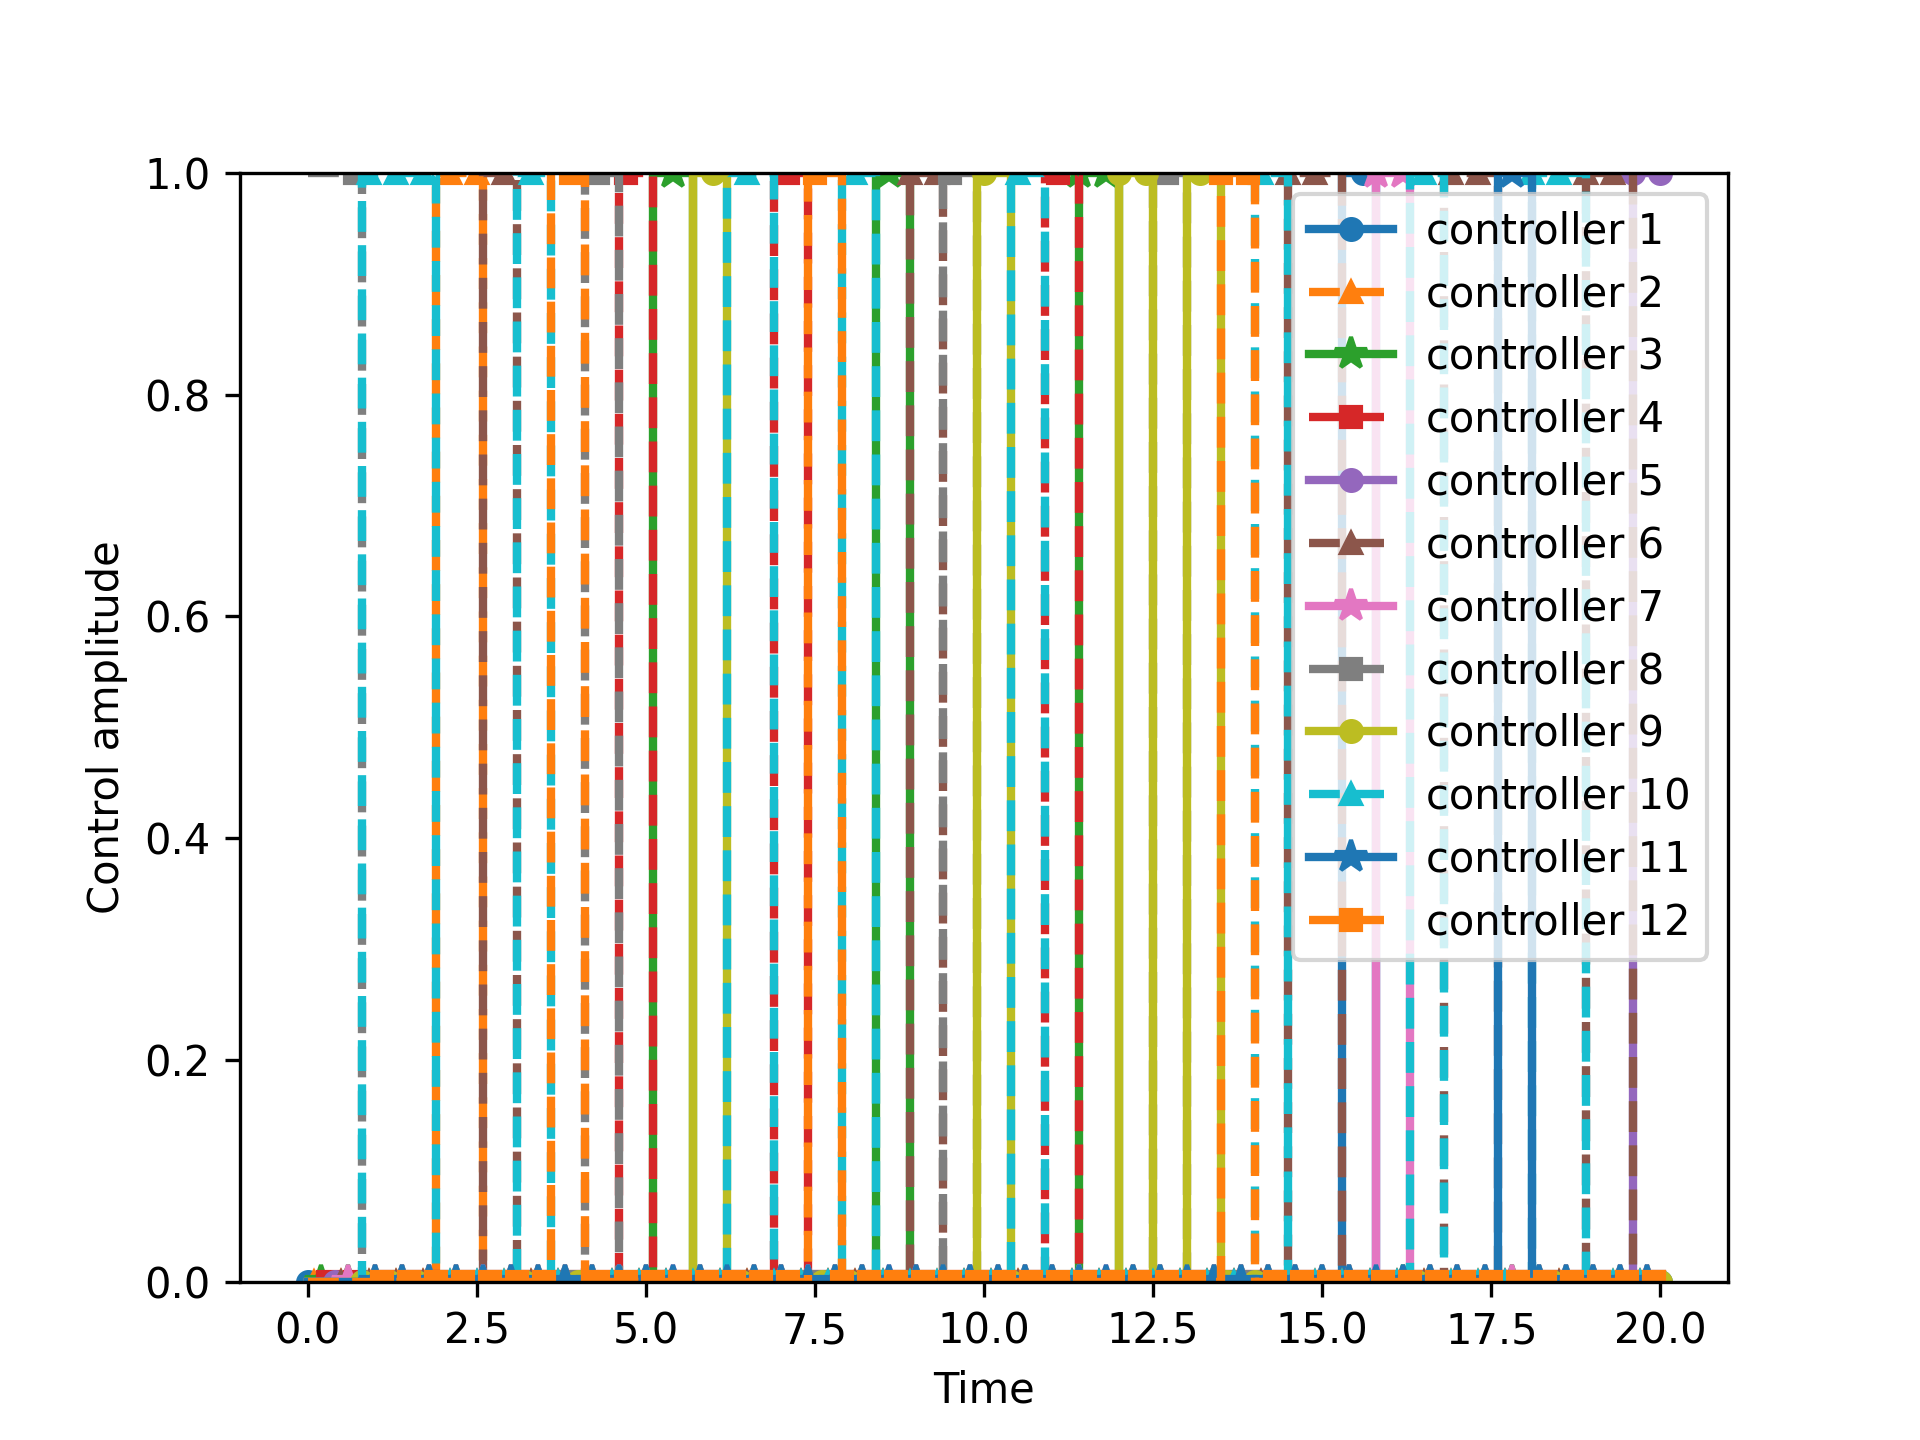 1.0
0.8
0.6
0.4
0.2
0.0
Control amplitude
0.0 2.5 5.0 7.5 10.0 12.5 15.0 17.5 20.0
Time
controller 1
controller 2
controller 3
controller 4
controller 5
controller 6
controller 7
controller 8
controller 9
controller 10
controller 11
controller 12